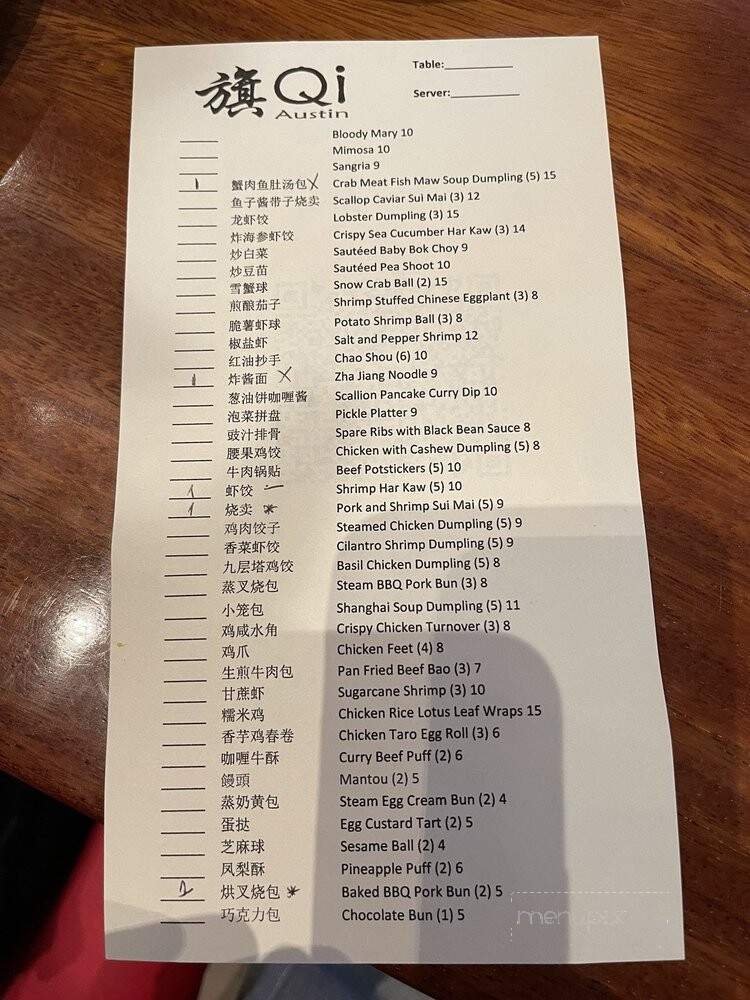 旗 Qi Table:
Austin Server:
Bloody Mary 10
Mimosa 10
Sangria 9
1 蟹肉鱼肚汤包 X Crab Meat Fish Maw Soup Dumpling (5) 15
鱼子酱带子烧卖 Scallop Caviar Sui Mai (3) 12
龙虾饺 Lobster Dumpling (3) 15
炸海参虾饺 Crispy Sea Cucumber Har Kaw (3) 14
炒白菜 Sautéed Baby Bok Choy 9
炒豆苗 Sautéed Pea Shoot 10
雪蟹球 Snow Crab Ball (2) 15
煎酿茄子 Shrimp Stuffed Chinese Eggplant (3) 8
脆薯虾球 Potato Shrimp Ball (3) 8
椒盐虾 Salt and Pepper Shrimp 12
红油抄手 Chao Shou (6) 10
1 炸酱面 X Zha Jiang Noodle 9
葱油饼咖喱酱 Scallion Pancake Curry Dip 10
泡菜拼盘 Pickle Platter 9
豉汁排骨 Spare Ribs with Black Bean Sauce 8
腰果鸡饺 Chicken with Cashew Dumpling (5) 8
牛肉锅贴 Beef Potstickers (5) 10
1 虾饺 — Shrimp Har Kaw (5) 10
1 烧卖 * Pork and Shrimp Sui Mai (5) 9
鸡肉饺子 Steamed Chicken Dumpling (5) 9
香菜虾饺 Cilantro Shrimp Dumpling (5) 9
九层塔鸡饺 Basil Chicken Dumpling (5) 8
蒸叉烧包 Steam BBQ Pork Bun (3) 8
小笼包 Shanghai Soup Dumpling (5) 11
鸡咸水角 Crispy Chicken Turnover (3) 8
鸡爪 Chicken Feet (4) 8
生煎牛肉包 Pan Fried Beef Bao (3) 7
甘蔗虾 Sugarcane Shrimp (3) 10
糯米鸡 Chicken Rice Lotus Leaf Wraps 15
香芋鸡春卷 Chicken Taro Egg Roll (3) 6
咖喱牛酥 Curry Beef Puff (2) 6
饅頭 Mantou (2) 5
蒸奶黄包 Steam Egg Cream Bun (2) 4
蛋挞 Egg Custard Tart (2) 5
芝麻球 Sesame Ball (2) 4
凤梨酥 Pineapple Puff (2) 6
2 烘叉烧包 * Baked BBQ Pork Bun (2) 5
巧克力包 Chocolate Bun (1) 5
menupix